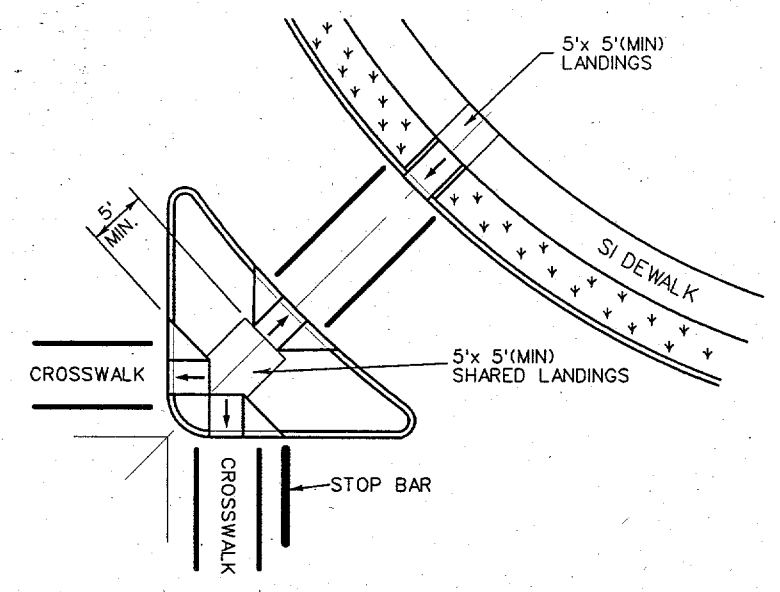 5'x 5'(MIN)
LANDINGS
5'
MIN.
SIDEWALK
5'x 5'(MIN)
SHARED LANDINGS
CROSSWALK
STOP BAR
CROSSWALK